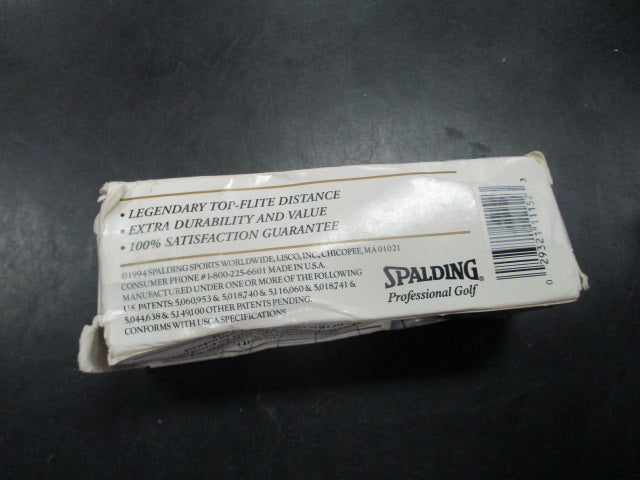 • LEGENDARY TOP-FLITE DISTANCE
• EXTRA DURABILITY AND VALUE
• 100% SATISFACTION GUARANTEE
©1994 SPALDING SPORTS WORLDWIDE, LISCO, INC., CHICOPEE, MA 01021
CONSUMER PHONE #1-800-225-6601 MADE IN U.S.A.
MANUFACTURED UNDER ONE OR MORE OF THE FOLLOWING
U.S. PATENTS: 5,060,953 & 5,018,740 & 5,116,060 & 5,018,741 &
5,044,638 & 5,149,100 OTHER PATENTS PENDING.
CONFORMS WITH USGA SPECIFICATIONS.
SPALDING®
Professional Golf